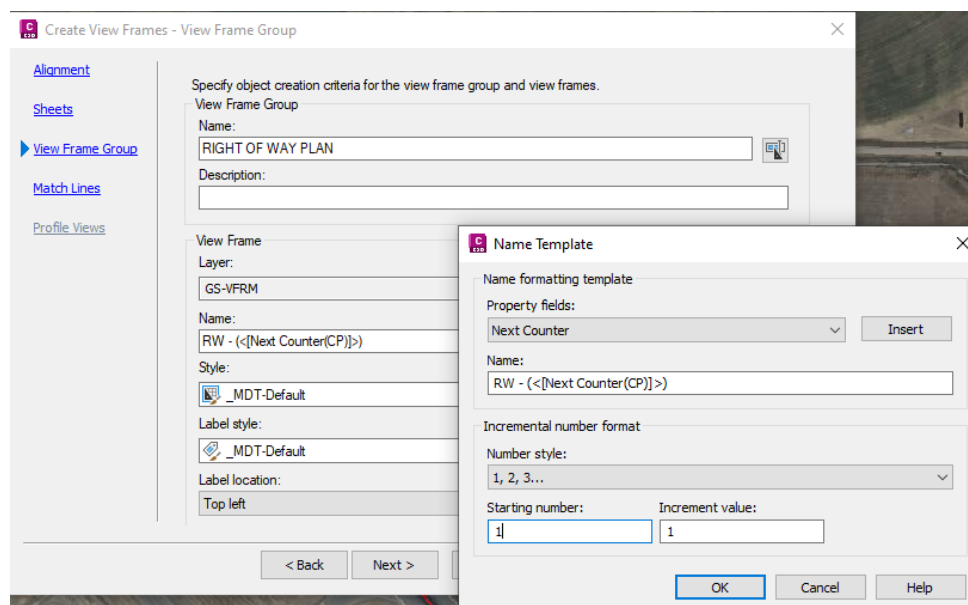 C
C3D
Create View Frames - View Frame Group
Alignment
Sheets
View Frame Group
Match Lines
Profile Views
Specify object creation criteria for the view frame group and view frames.
View Frame Group
Name:
RIGHT OF WAY PLAN
Description:
View Frame
Layer:
GS-VFRM
Name:
RW - (<[Next Counter(CP)]>)
Style:
_MDT-Default
Label style:
_MDT-Default
Label location:
Top left
< Back
Next >
C
C3D
Name Template
Name formatting template
Property fields:
Next Counter
Insert
Name:
RW - (<[Next Counter(CP)]>)
Incremental number format
Number style:
1, 2, 3...
Starting number:
Increment value:
1
1
OK
Cancel
Help